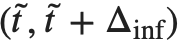 (t̃, t̃ + Δ_inf)